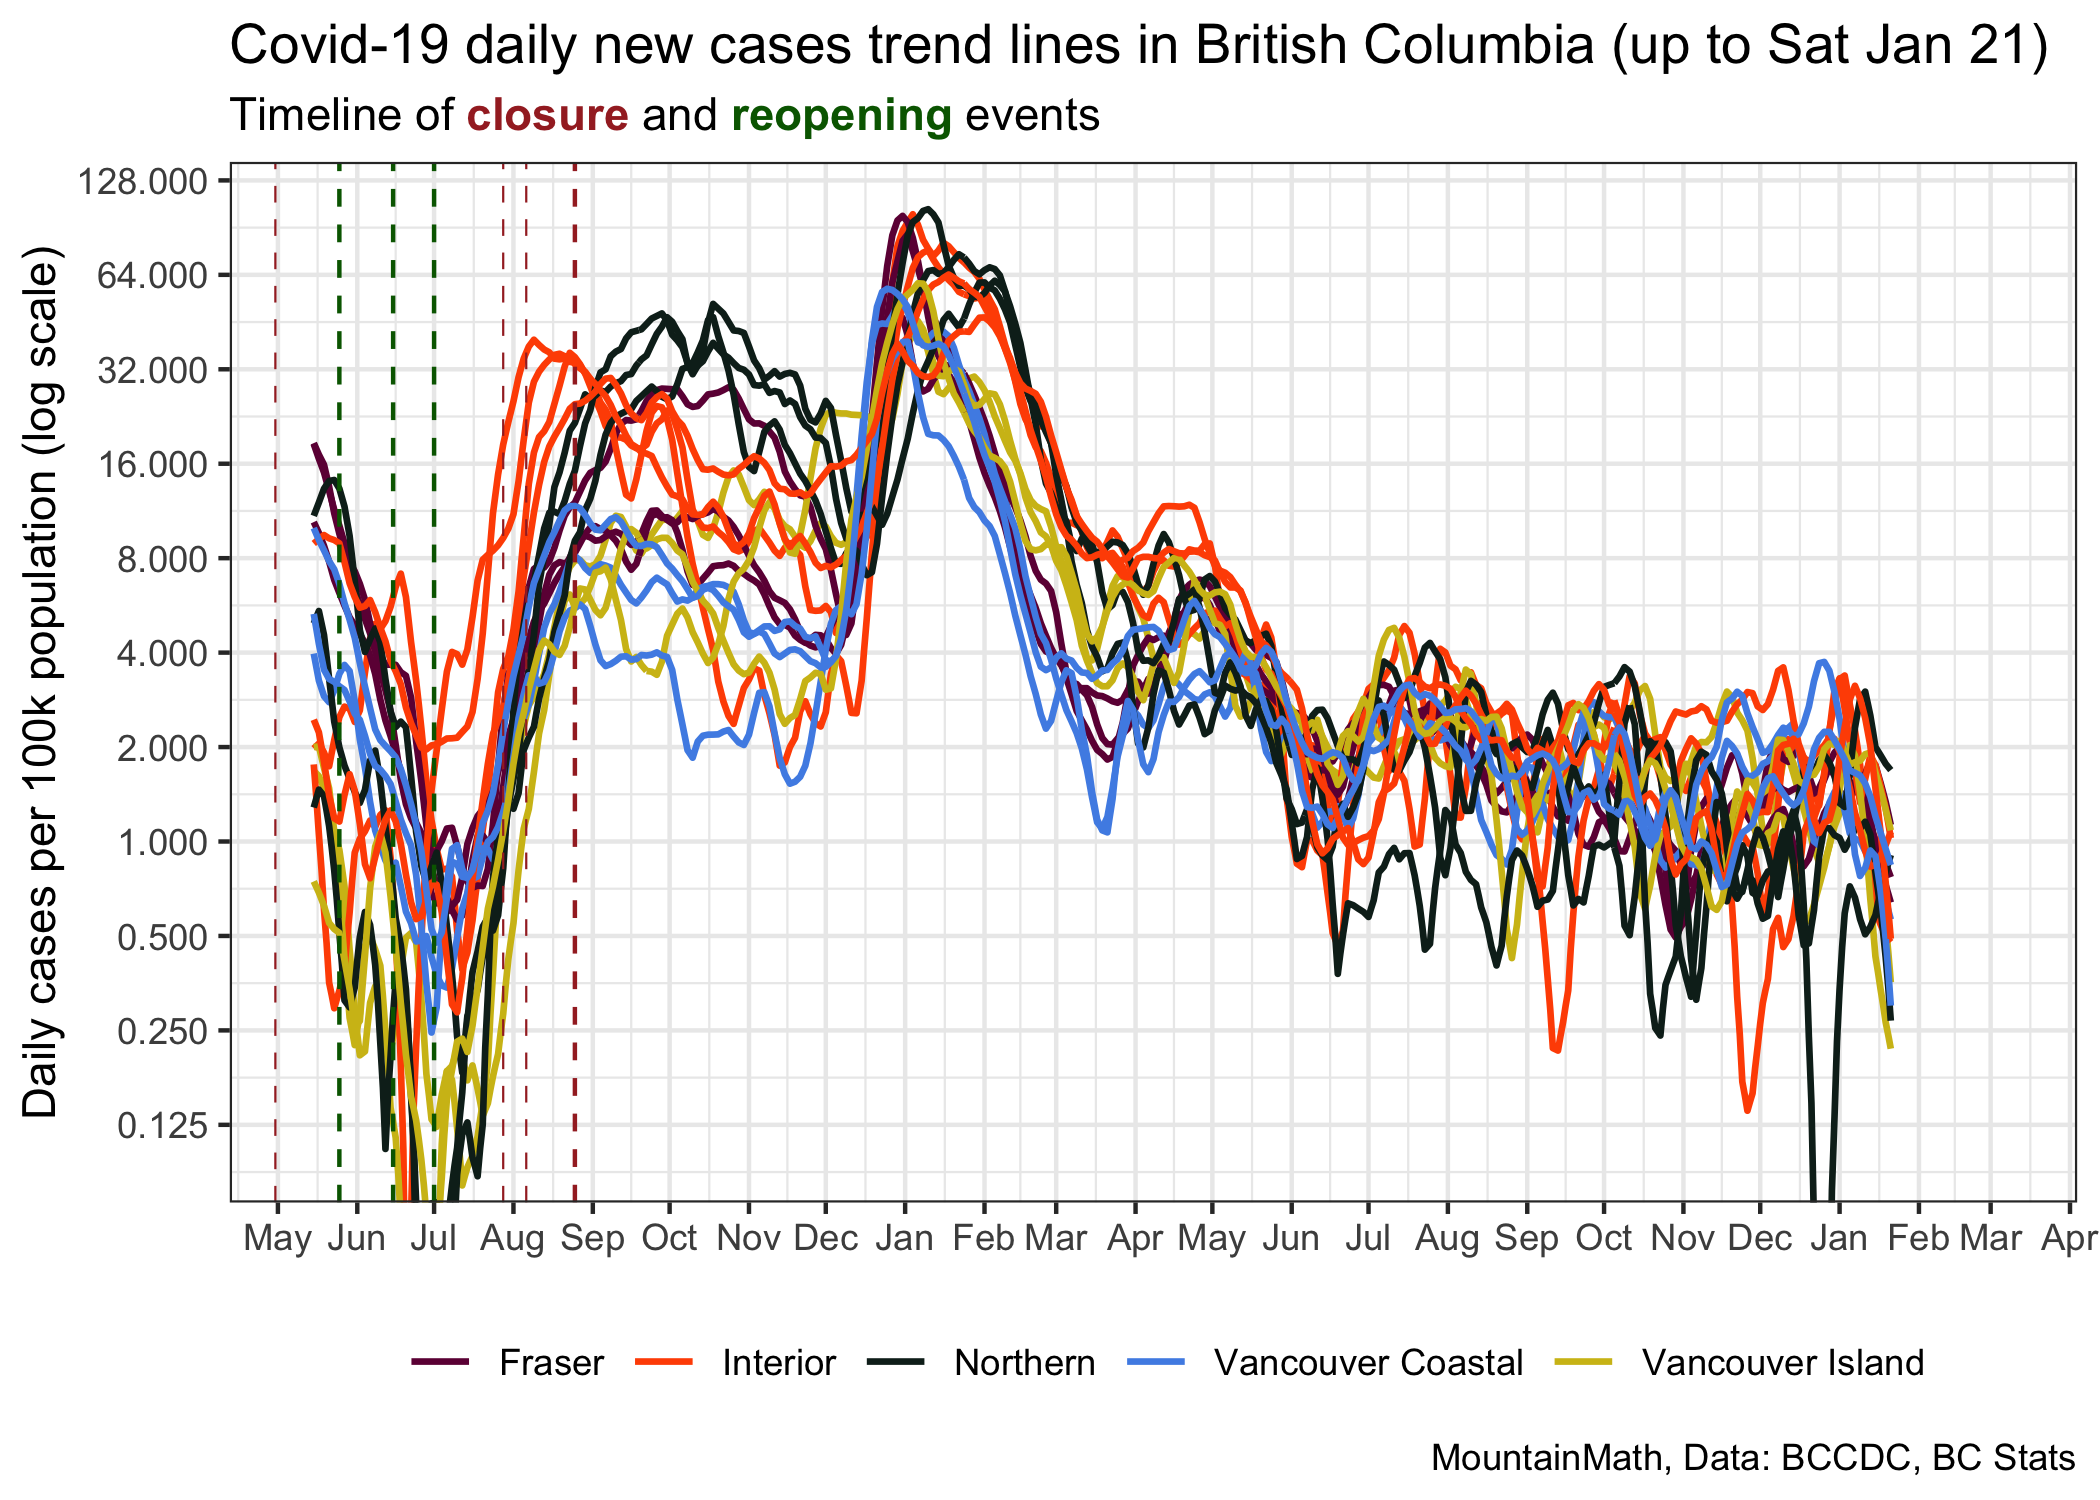 Covid-19 daily new cases trend lines in British Columbia (up to Sat Jan 21)
Timeline of closure and reopening events
Daily cases per 100k population (log scale)
128.000
64.000
32.000
16.000
8.000
4.000
2.000
1.000
0.500
0.250
0.125
May Jun Jul Aug Sep Oct Nov Dec Jan Feb Mar Apr May Jun Jul Aug Sep Oct Nov Dec Jan Feb Mar Apr
Fraser Interior Northern Vancouver Coastal Vancouver Island
MountainMath, Data: BCCDC, BC Stats